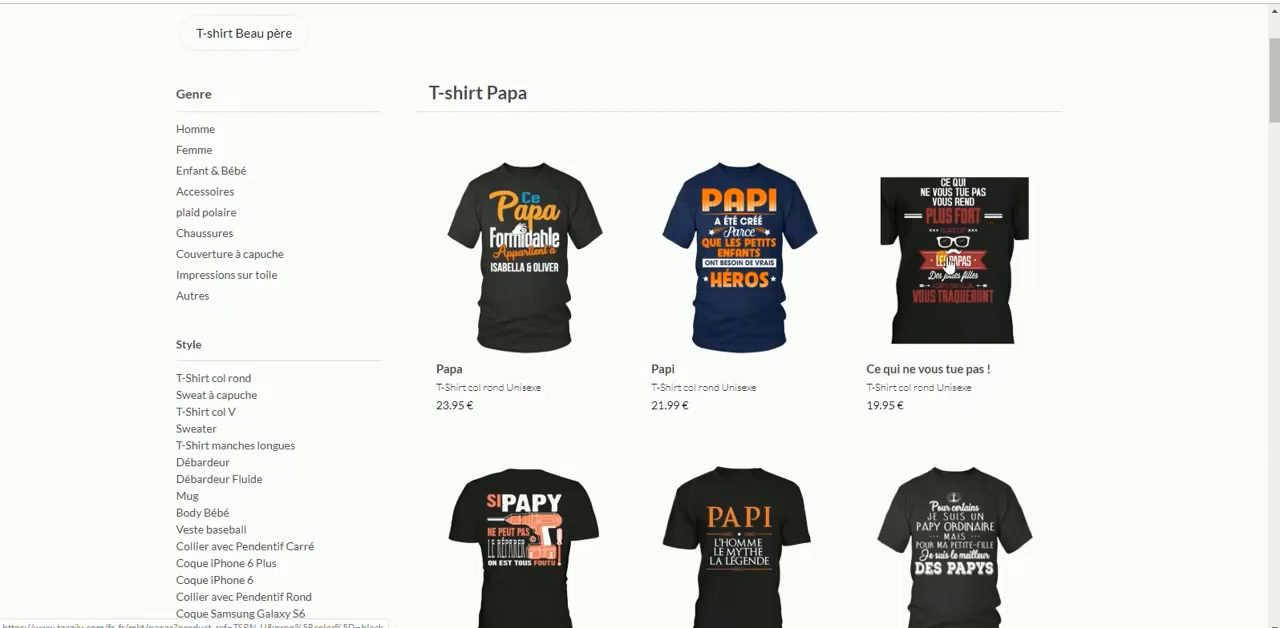 T-shirt Beau père
Genre
Homme
Femme
Enfant & Bébé
Accessoires
plaid polaire
Chaussures
Couverture à capuche
Impressions sur toile
Autres
Style
T-Shirt col rond
Sweat à capuche
T-Shirt col V
Sweater
T-Shirt manches longues
Débardeur
Débardeur Fluide
Mug
Body Bébé
Veste baseball
Collier avec Pendentif Carré
Coque iPhone 6 Plus
Coque iPhone 6
Collier avec Pendentif Rond
Coque Samsung Galaxy S6
T-shirt Papa
Ce
Papa
Formidable
Appartient à
ISABELLA & OLIVER
Papa
T-Shirt col rond Unisexe
23.95 €
PAPI
A ÉTÉ CRÉÉ
Parce
QUE LES PETITS
ENFANTS
ONT BESOIN DE VRAIS
HÉROS
Papi
T-Shirt col rond Unisexe
21.99 €
CE QUI
NE VOUS TUE PAS
VOUS REND
PLUS FORT
LES PAPAS
Des jolies filles
VOUS TRAQUERONT
Ce qui ne vous tue pas !
T-Shirt col rond Unisexe
19.95 €
SI PAPY
NE PEUT PAS
LE RÉPARER
ON EST TOUS FOUTU
PAPI
L'HOMME
LE MYTHE
LA LÉGENDE
Pour certains
JE SUIS UN
PAPY ORDINAIRE
MAIS
POUR MA PETITE-FILLE
Je suis le meilleur
DES PAPYS